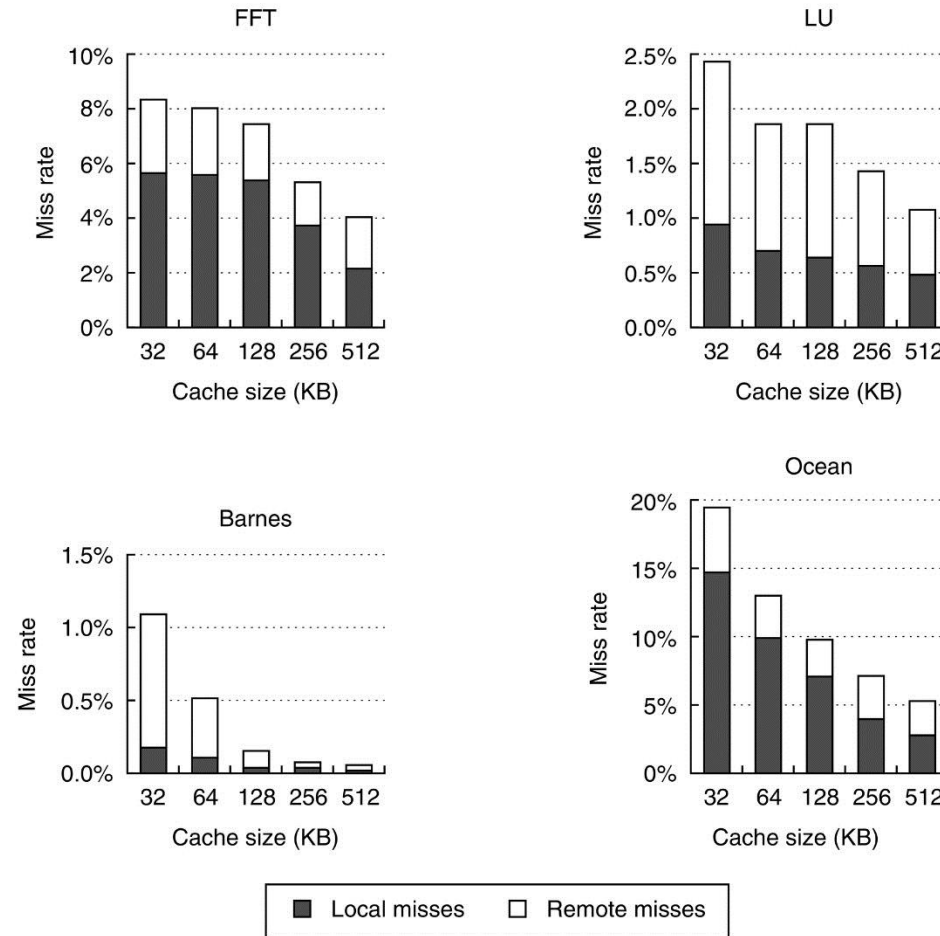 FFT
10%
8%
6%
4%
2%
0%
Miss rate
32 64 128 256 512
Cache size (KB)
LU
2.5%
2.0%
1.5%
1.0%
0.5%
0.0%
Miss rate
32 64 128 256 512
Cache size (KB)
Barnes
1.5%
1.0%
0.5%
0.0%
Miss rate
32 64 128 256 512
Cache size (KB)
Ocean
20%
15%
10%
5%
0%
Miss rate
32 64 128 256 512
Cache size (KB)
Local misses Remote misses